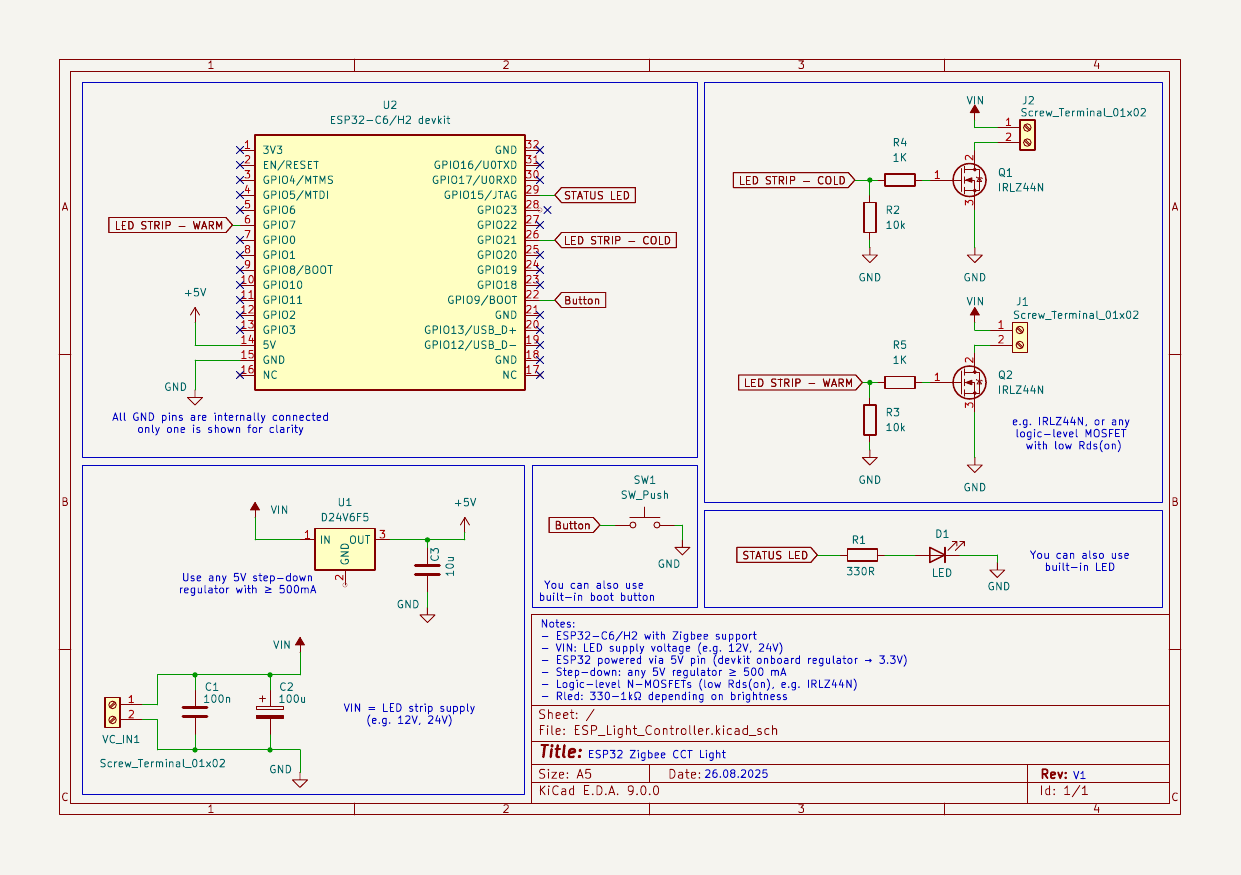 1 2 3 4
A
B
C
U2
ESP32-C6/H2 devkit
1 3V3
2 EN/RESET
3 GPIO4/MTMS
4 GPIO5/MTDI
5 GPIO6
LED STRIP - WARM 6 GPIO7
7 GPIO0
8 GPIO1
9 GPIO8/BOOT
10 GPIO10
11 GPIO11
12 GPIO2
13 GPIO3
14 5V
15 GND
16 NC
+5V
GND
GND 32
GPIO16/U0TXD 31
GPIO17/U0RXD 30
GPIO15/JTAG 29 STATUS LED
GPIO23 28
GPIO22 27
GPIO21 26 LED STRIP - COLD
GPIO20 25
GPIO19 24
GPIO18 23
GPIO9/BOOT 22 Button
GND 21
GPIO13/USB_D+ 20
GPIO12/USB_D- 19
GND 18
NC 17
All GND pins are internally connected
only one is shown for clarity
VIN
J2
Screw_Terminal_01x02
1
2
R4
1K
LED STRIP - COLD
1
2
3
Q1
IRLZ44N
R2
10k
GND
GND
VIN
J1
Screw_Terminal_01x02
1
2
R5
1K
LED STRIP - WARM
1
2
3
Q2
IRLZ44N
R3
10k
GND
GND
e.g. IRLZ44N, or any
logic-level MOSFET
with low Rds(on)
VIN
U1
D24V6F5
1 IN OUT 3
GND
2
+5V
C3
10u
GND
Use any 5V step-down
regulator with ≥ 500mA
VIN
C1
100n
C2
100u
+
1
2
VC_IN1
Screw_Terminal_01x02
GND
VIN = LED strip supply
(e.g. 12V, 24V)
SW1
SW_Push
Button
GND
You can also use
built-in boot button
STATUS LED
R1
330R
D1
LED
GND
You can also use
built-in LED
Notes:
- ESP32-C6/H2 with Zigbee support
- VIN: LED supply voltage (e.g. 12V, 24V)
- ESP32 powered via 5V pin (devkit onboard regulator → 3.3V)
- Step-down: any 5V regulator ≥ 500 mA
- Logic-level N-MOSFETs (low Rds(on), e.g. IRLZ44N)
- Rled: 330-1kΩ depending on brightness
Sheet: /
File: ESP_Light_Controller.kicad_sch
Title: ESP32 Zigbee CCT Light
Size: A5 Date: 26.08.2025 Rev: V1
KiCad E.D.A. 9.0.0 Id: 1/1
A
B
C
1 2 3 4